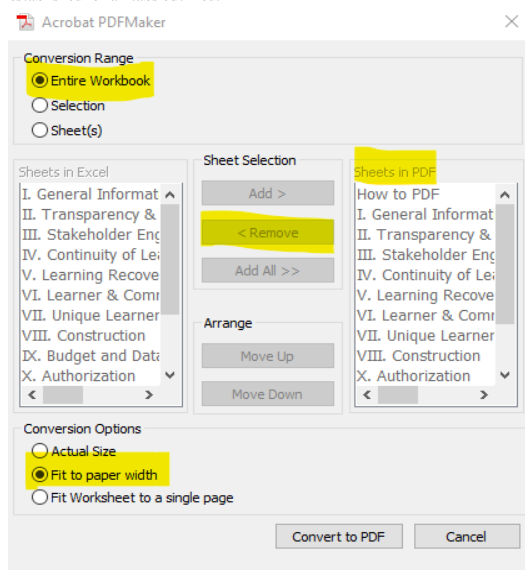 Acrobat PDFMaker
Conversion Range
Entire Workbook
Selection
Sheet(s)
Sheets in Excel
I. General Informat
II. Transparency &
III. Stakeholder Eng
IV. Continuity of Lea
V. Learning Recove
VI. Learner & Comr
VII. Unique Learner
VIII. Construction
IX. Budget and Data
X. Authorization
Sheet Selection
Add >
< Remove
Add All >>
Arrange
Move Up
Move Down
Sheets in PDF
How to PDF
I. General Informat
II. Transparency &
III. Stakeholder Eng
IV. Continuity of Lea
V. Learning Recove
VI. Learner & Comr
VII. Unique Learner
VIII. Construction
X. Authorization
Conversion Options
Actual Size
Fit to paper width
Fit Worksheet to a single page
Convert to PDF
Cancel